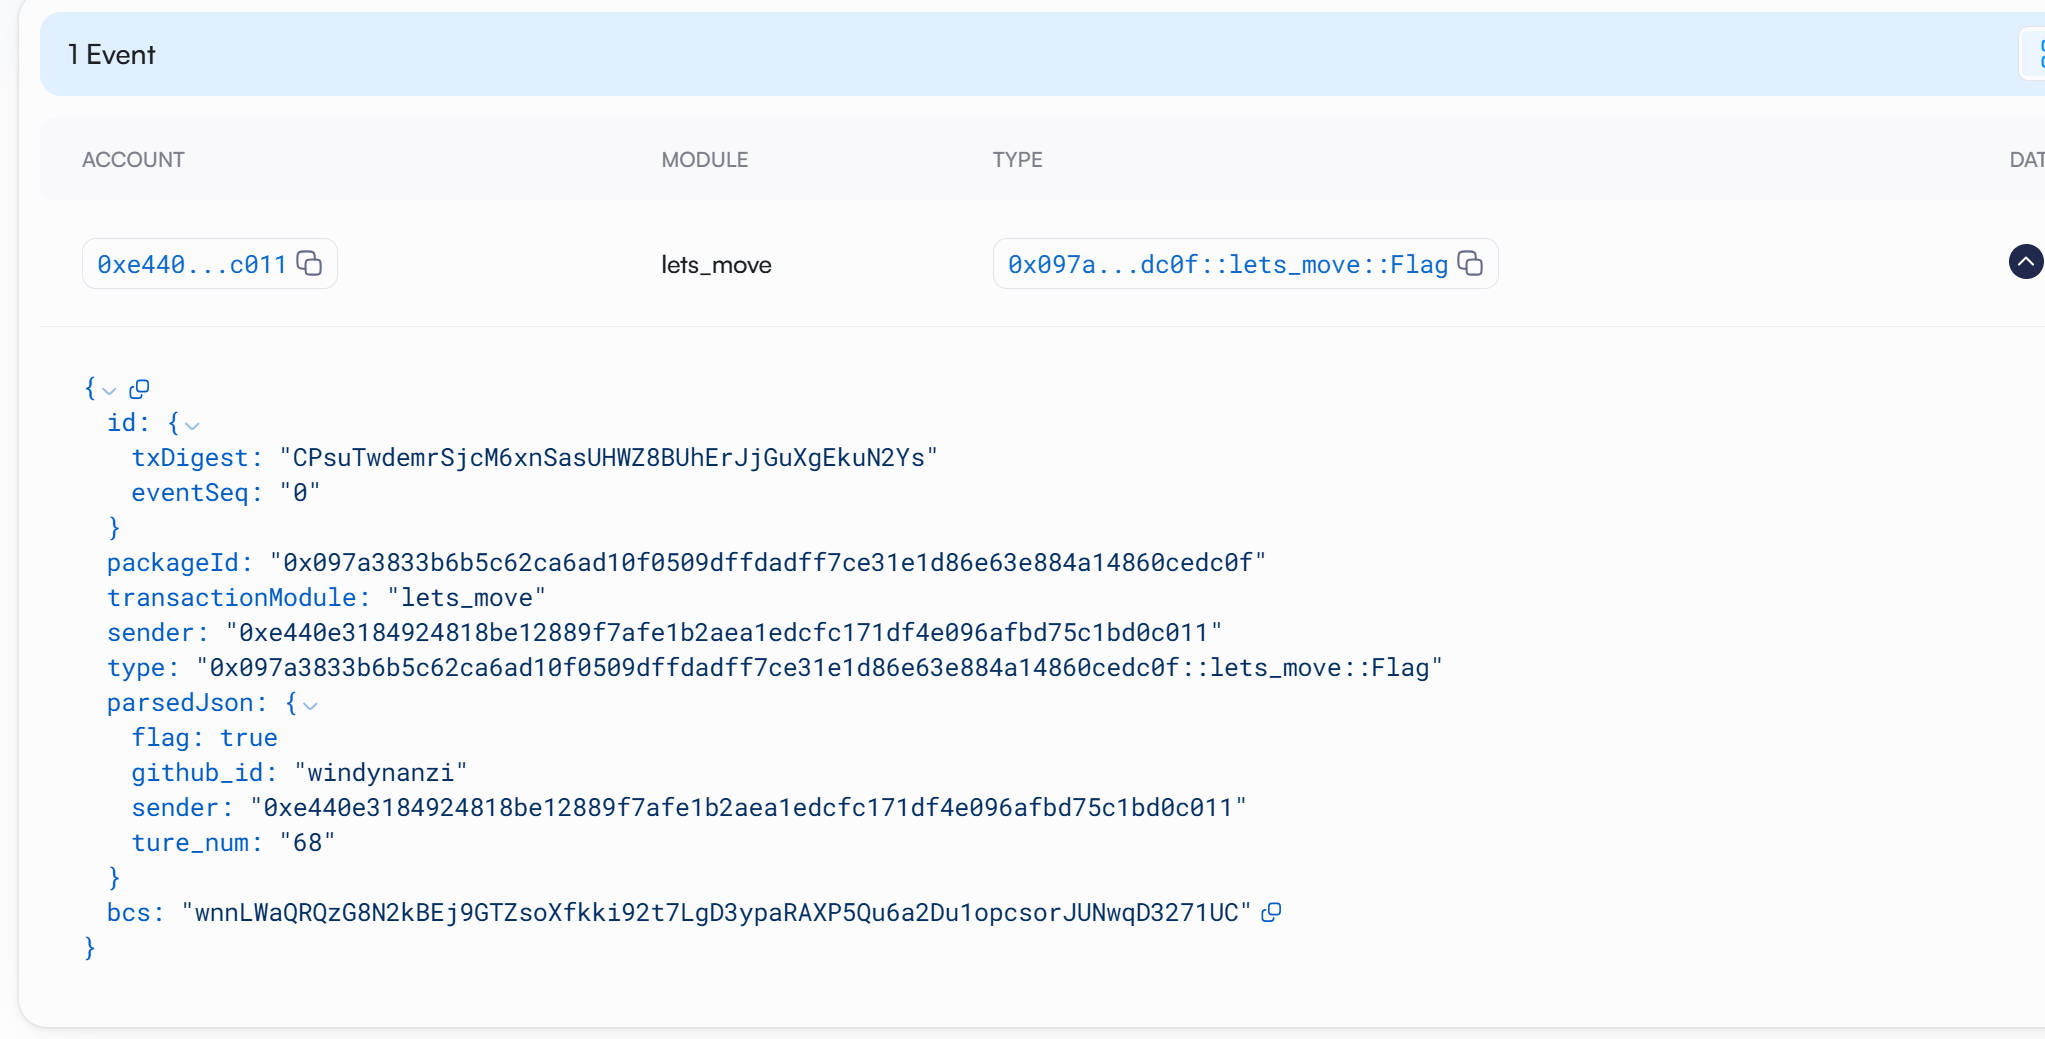 1 Event
ACCOUNT MODULE TYPE DAT
0xe440...c011 lets_move 0x097a...dc0f::lets_move::Flag
{
id: {
txDigest: "CPsuTwdemrSjcM6xnSasUHWZ8BUhErJjGuXgEkuN2Ys"
eventSeq: "0"
}
packageId: "0x097a3833b6b5c62ca6ad10f0509dffdadff7ce31e1d86e63e884a14860cedc0f"
transactionModule: "lets_move"
sender: "0xe440e3184924818be12889f7afe1b2aea1edcfc171df4e096afbd75c1bd0c011"
type: "0x097a3833b6b5c62ca6ad10f0509dffdadff7ce31e1d86e63e884a14860cedc0f::lets_move::Flag"
parsedJson: {
flag: true
github_id: "windynanzi"
sender: "0xe440e3184924818be12889f7afe1b2aea1edcfc171df4e096afbd75c1bd0c011"
ture_num: "68"
}
bcs: "wnnLWaQRQzG8N2kBEj9GTZsoXfkki92t7LgD3ypaRAXP5Qu6a2Du1opcsorJUNwqD3271UC"
}